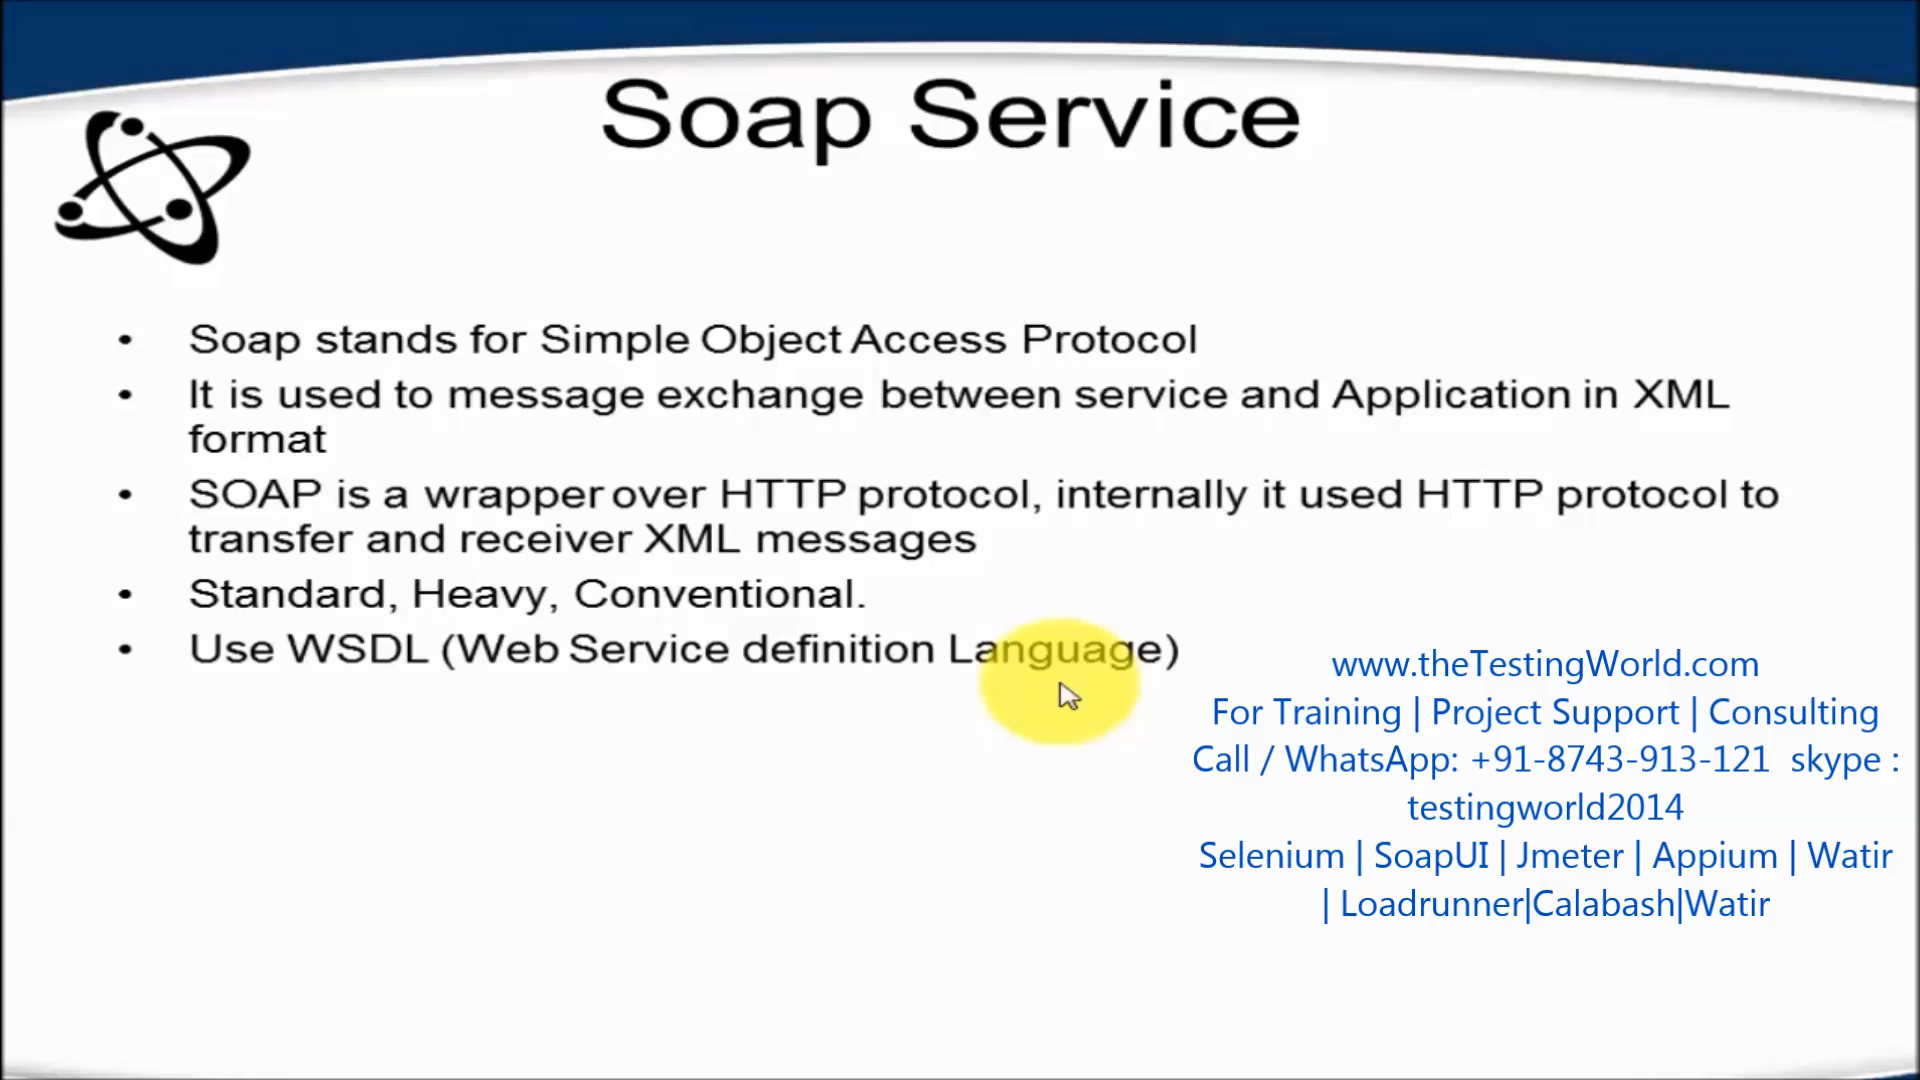 Soap Service
• Soap stands for Simple Object Access Protocol
• It is used to message exchange between service and Application in XML
format
• SOAP is a wrapper over HTTP protocol, internally it used HTTP protocol to
transfer and receiver XML messages
• Standard, Heavy, Conventional.
• Use WSDL (Web Service definition Language)
www.theTestingWorld.com
For Training | Project Support | Consulting
Call / WhatsApp: +91-8743-913-121 skype :
testingworld2014
Selenium | SoapUI | Jmeter | Appium | Watir
| Loadrunner|Calabash|Watir